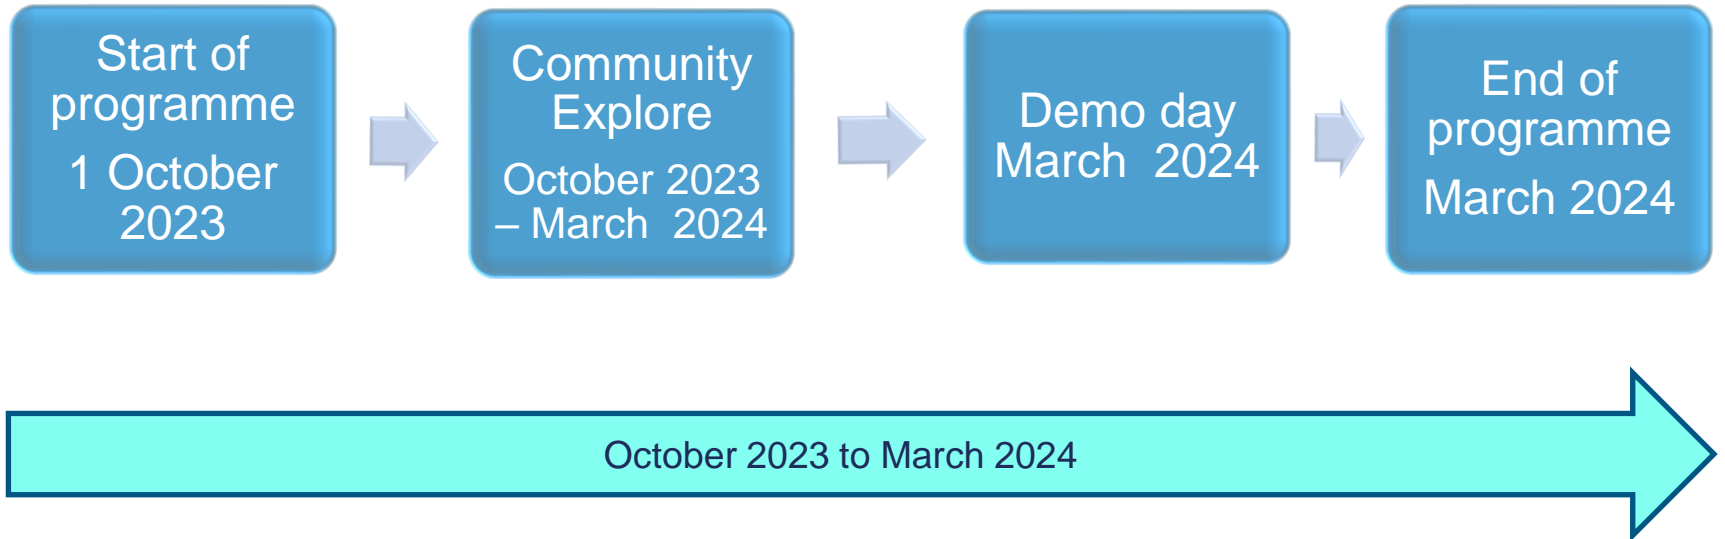 Start of
programme
1 October
2023
Community
Explore
October 2023
– March  2024
Demo day
March  2024
End of
programme
March 2024
October 2023 to March 2024